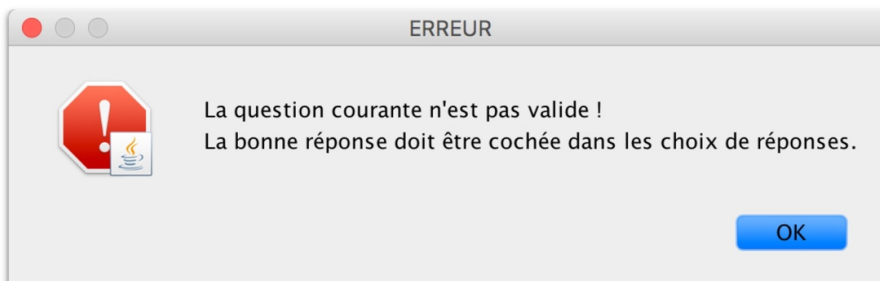 ERREUR
La question courante n'est pas valide !
La bonne réponse doit être cochée dans les choix de réponses.
OK